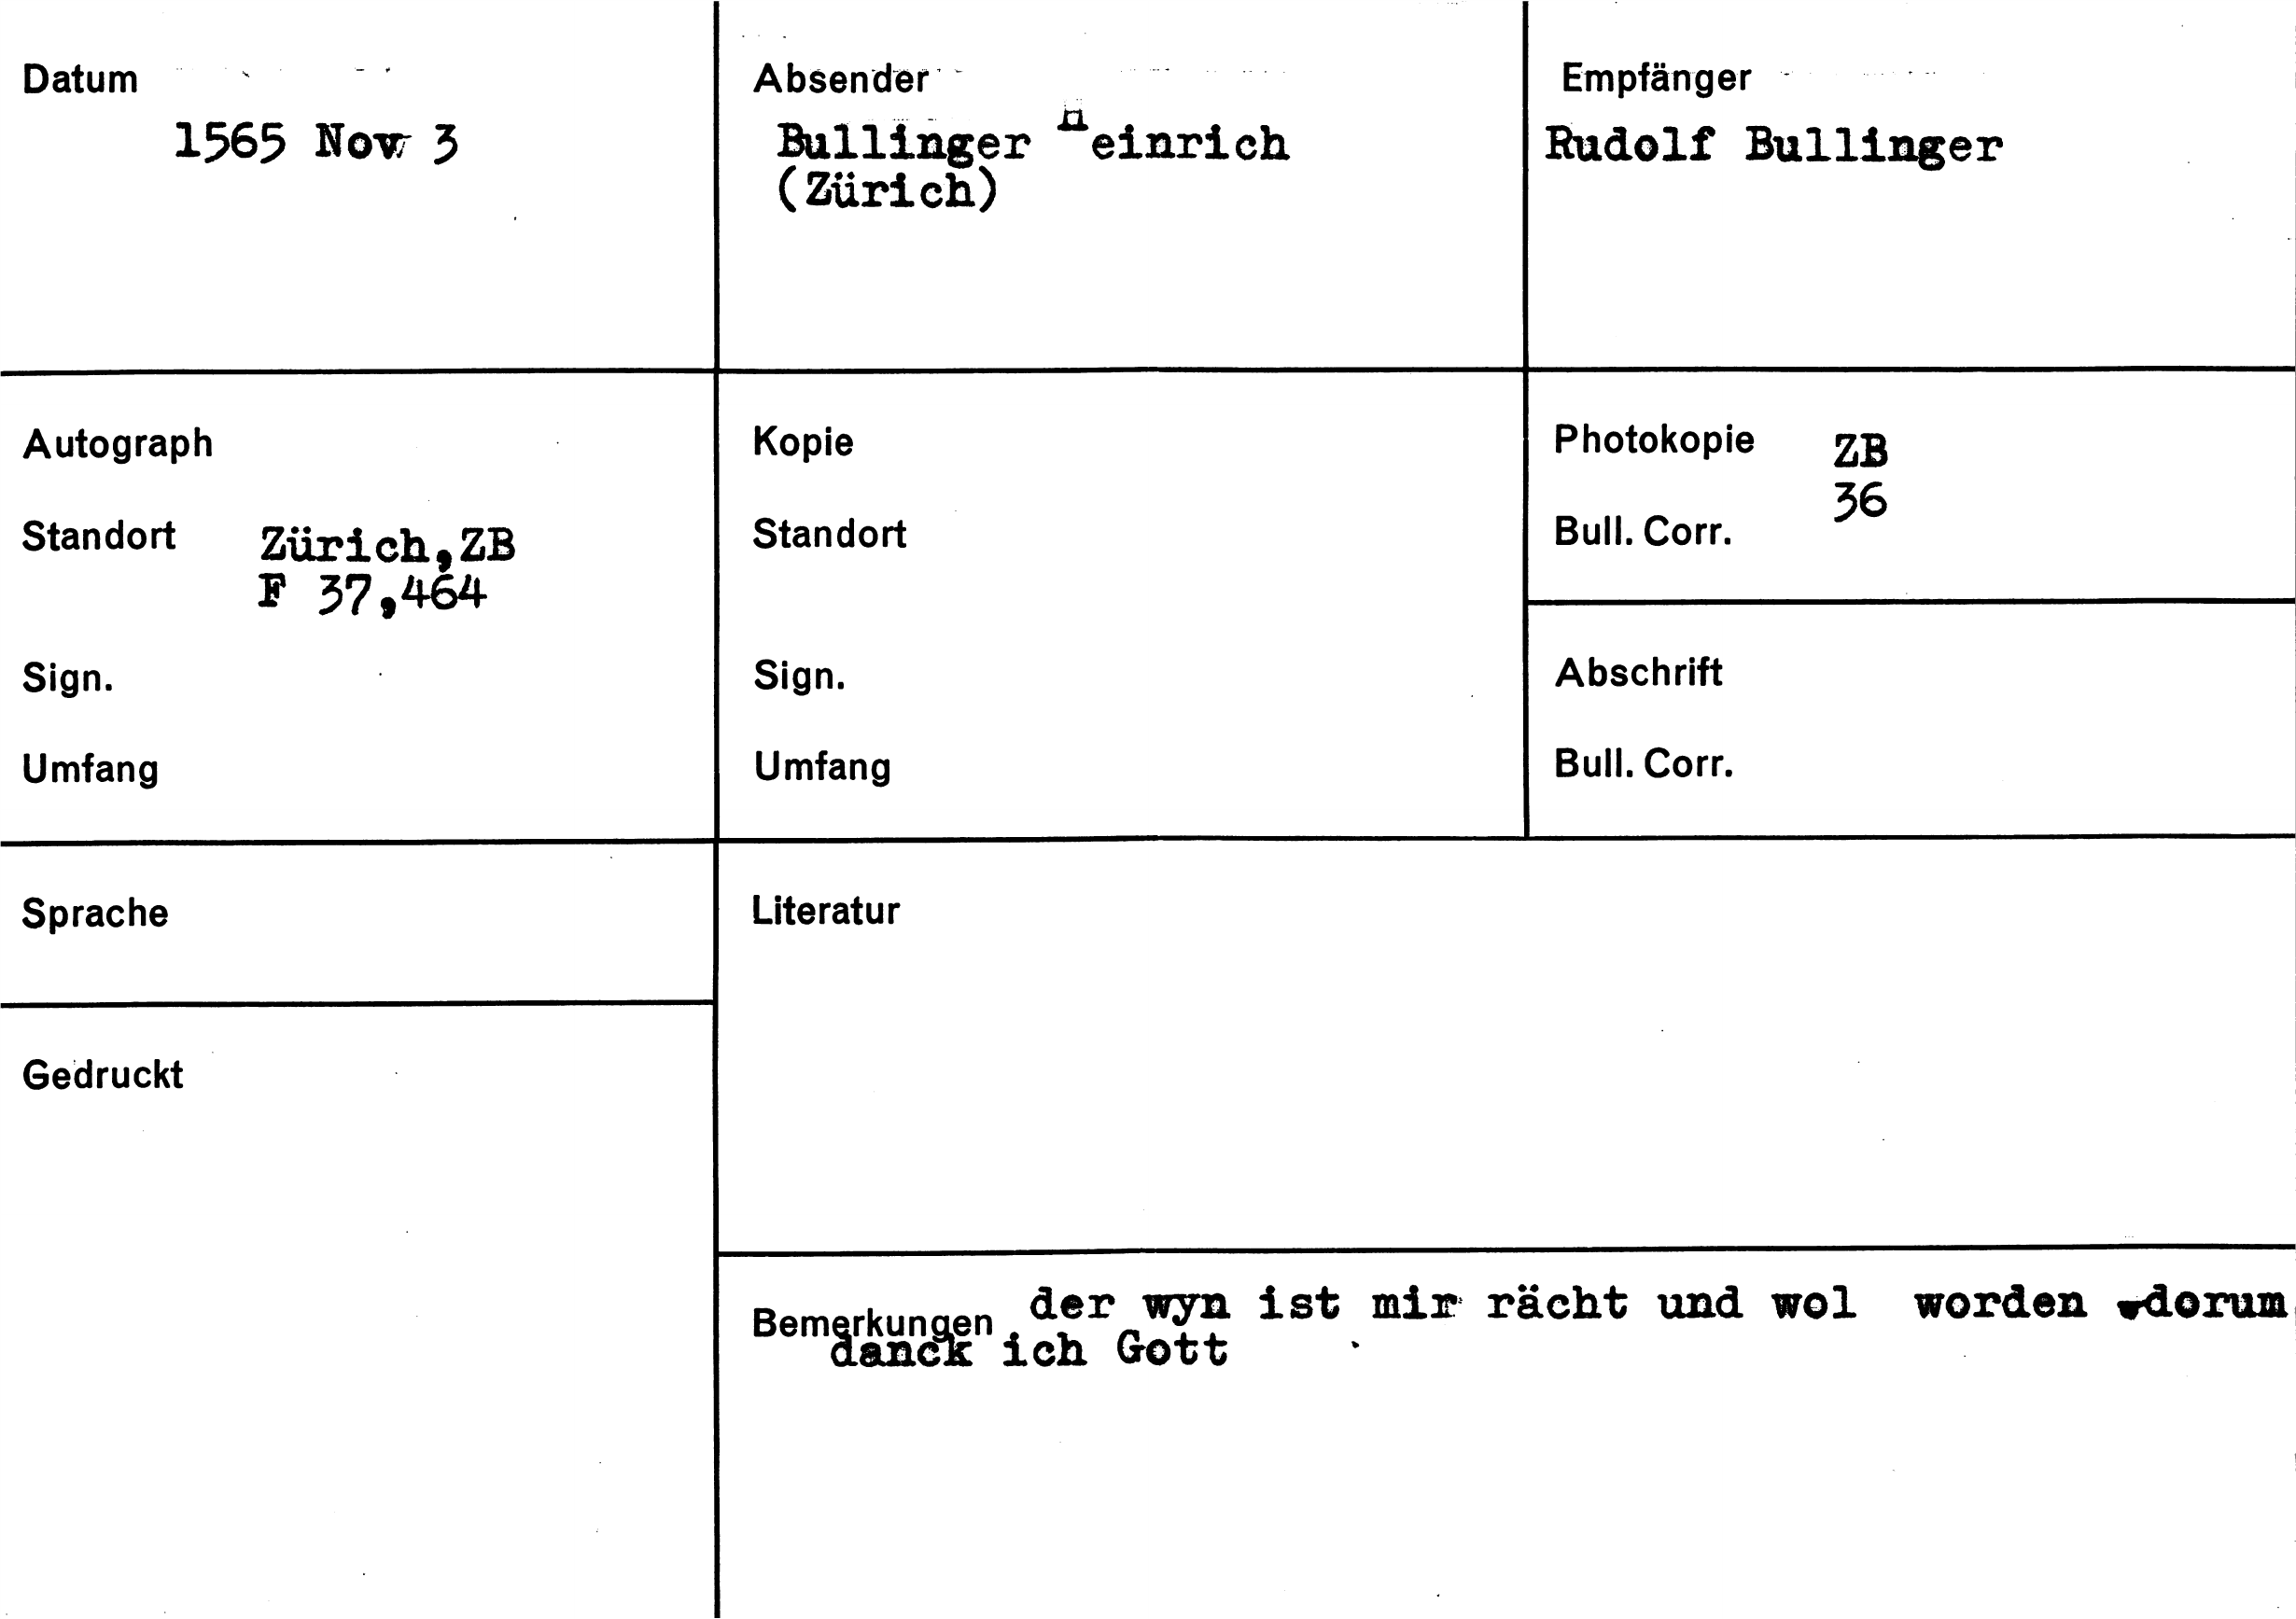 Datum
1565 Nov 3
Absender
Bullinger Heinrich
(Zürich)
Empfänger
Rudolf Bullinger
Autograph
Standort Zürich,ZB
F 37,464
Sign.
Umfang
Kopie
Standort
Sign.
Umfang
Photokopie ZB
36
Bull. Corr.
Abschrift
Bull. Corr.
Sprache
Literatur
Gedruckt
Bemerkungen der wyn ist mir rächt und wol worden dorum
danck ich Gott